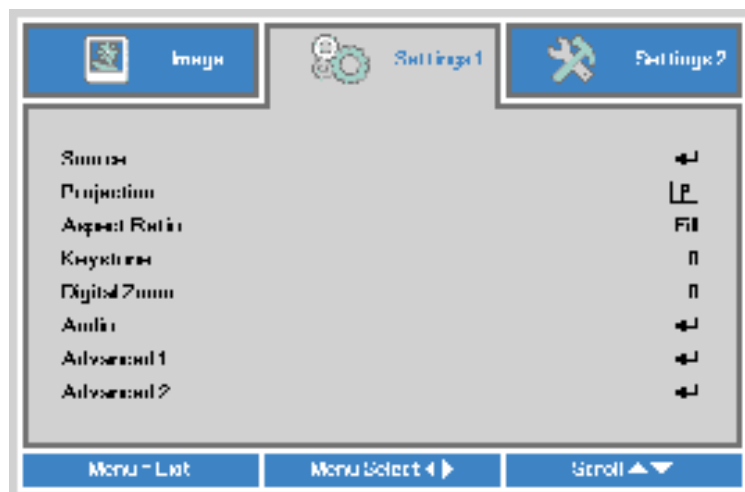 Image
Settings 1
Settings 2
Source
Projection P
Aspect Ratio Fill
Keystone 0
Digital Zoom 0
Audio
Advanced 1
Advanced 2
Menu = Exit
Menu Select
Scroll